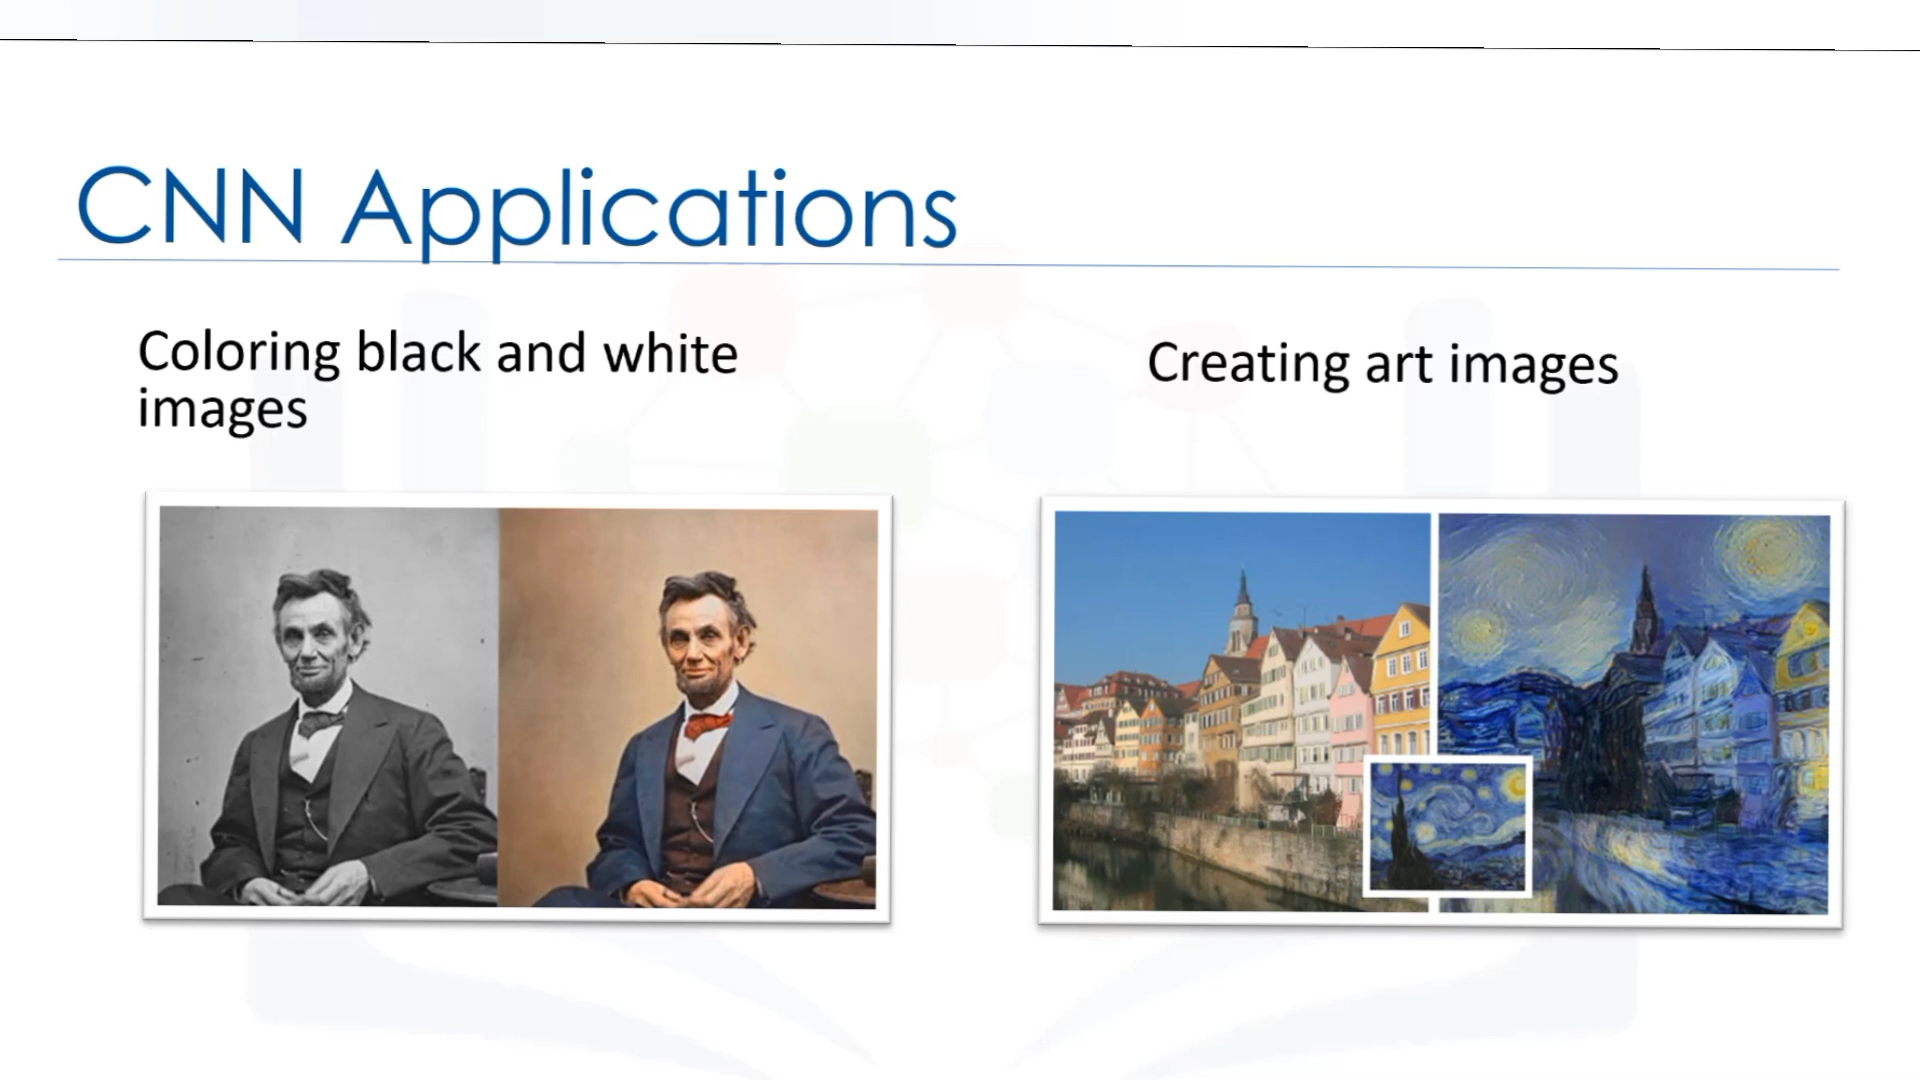 CNN Applications
Coloring black and white
images
Creating art images